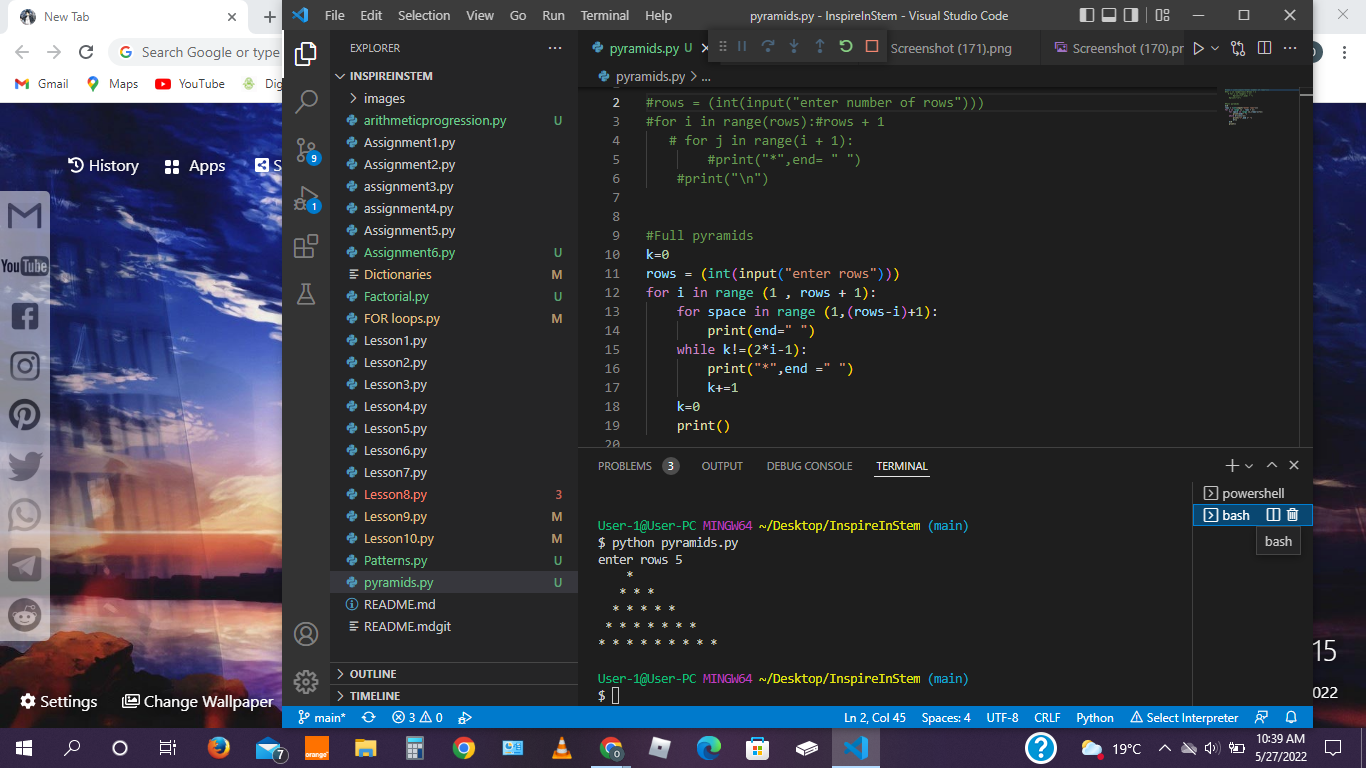 New Tab
File Edit Selection View Go Run Terminal Help
pyramids.py - InspireInStem - Visual Studio Code
Search Google or type
Gmail Maps YouTube Dig
History Apps S
YouTube
Settings Change Wallpaper
EXPLORER
INSPIREINSTEM
images
arithmeticprogression.py U
Assignment1.py
Assignment2.py
assignment3.py
assignment4.py
Assignment5.py
Assignment6.py U
Dictionaries M
Factorial.py U
FOR loops.py M
Lesson1.py
Lesson2.py
Lesson3.py
Lesson4.py
Lesson5.py
Lesson6.py
Lesson7.py
Lesson8.py 3
Lesson9.py M
Lesson10.py M
Patterns.py U
pyramids.py U
README.md
README.mdgit
OUTLINE
TIMELINE
9
1
pyramids.py U Screenshot (171).png Screenshot (170).pr
pyramids.py > ...
2 #rows = (int(input("enter number of rows")))
3 #for i in range(rows):#rows + 1
4 # for j in range(i + 1):
5 #print("*",end= " ")
6 #print("\n")
7
8
9 #Full pyramids
10 k=0
11 rows = (int(input("enter rows")))
12 for i in range (1 , rows + 1):
13 for space in range (1,(rows-i)+1):
14 print(end=" ")
15 while k!=(2*i-1):
16 print("*",end =" ")
17 k+=1
18 k=0
19 print()
20
PROBLEMS 3 OUTPUT DEBUG CONSOLE TERMINAL
powershell
bash
bash
User-1@User-PC MINGW64 ~/Desktop/InspireInStem (main)
$ python pyramids.py
enter rows 5
*
* * *
* * * * *
* * * * * * *
* * * * * * * * *
User-1@User-PC MINGW64 ~/Desktop/InspireInStem (main)
$
main* 3 0 Ln 2, Col 45 Spaces: 4 UTF-8 CRLF Python Select Interpreter
15
022
7 orange 19°C 10:39 AM
5/27/2022